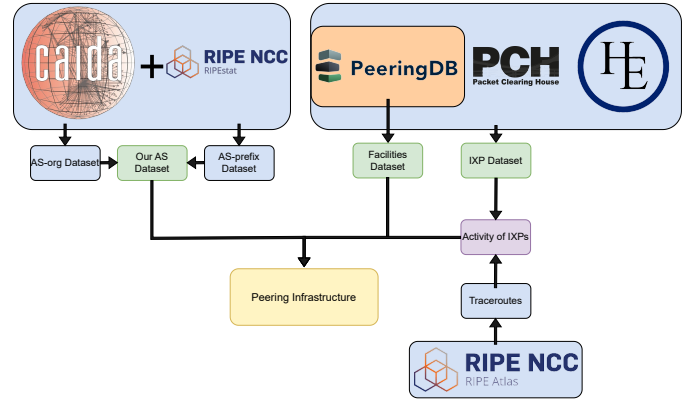 caida
+
RIPE NCC
RIPEstat
PeeringDB
PCH
Packet Clearing House
HE
AS-org Dataset
Our AS
Dataset
AS-prefix
Dataset
Facilities
Dataset
IXP Dataset
Activity of IXPs
Peering Infrastructure
Traceroutes
RIPE NCC
RIPE Atlas